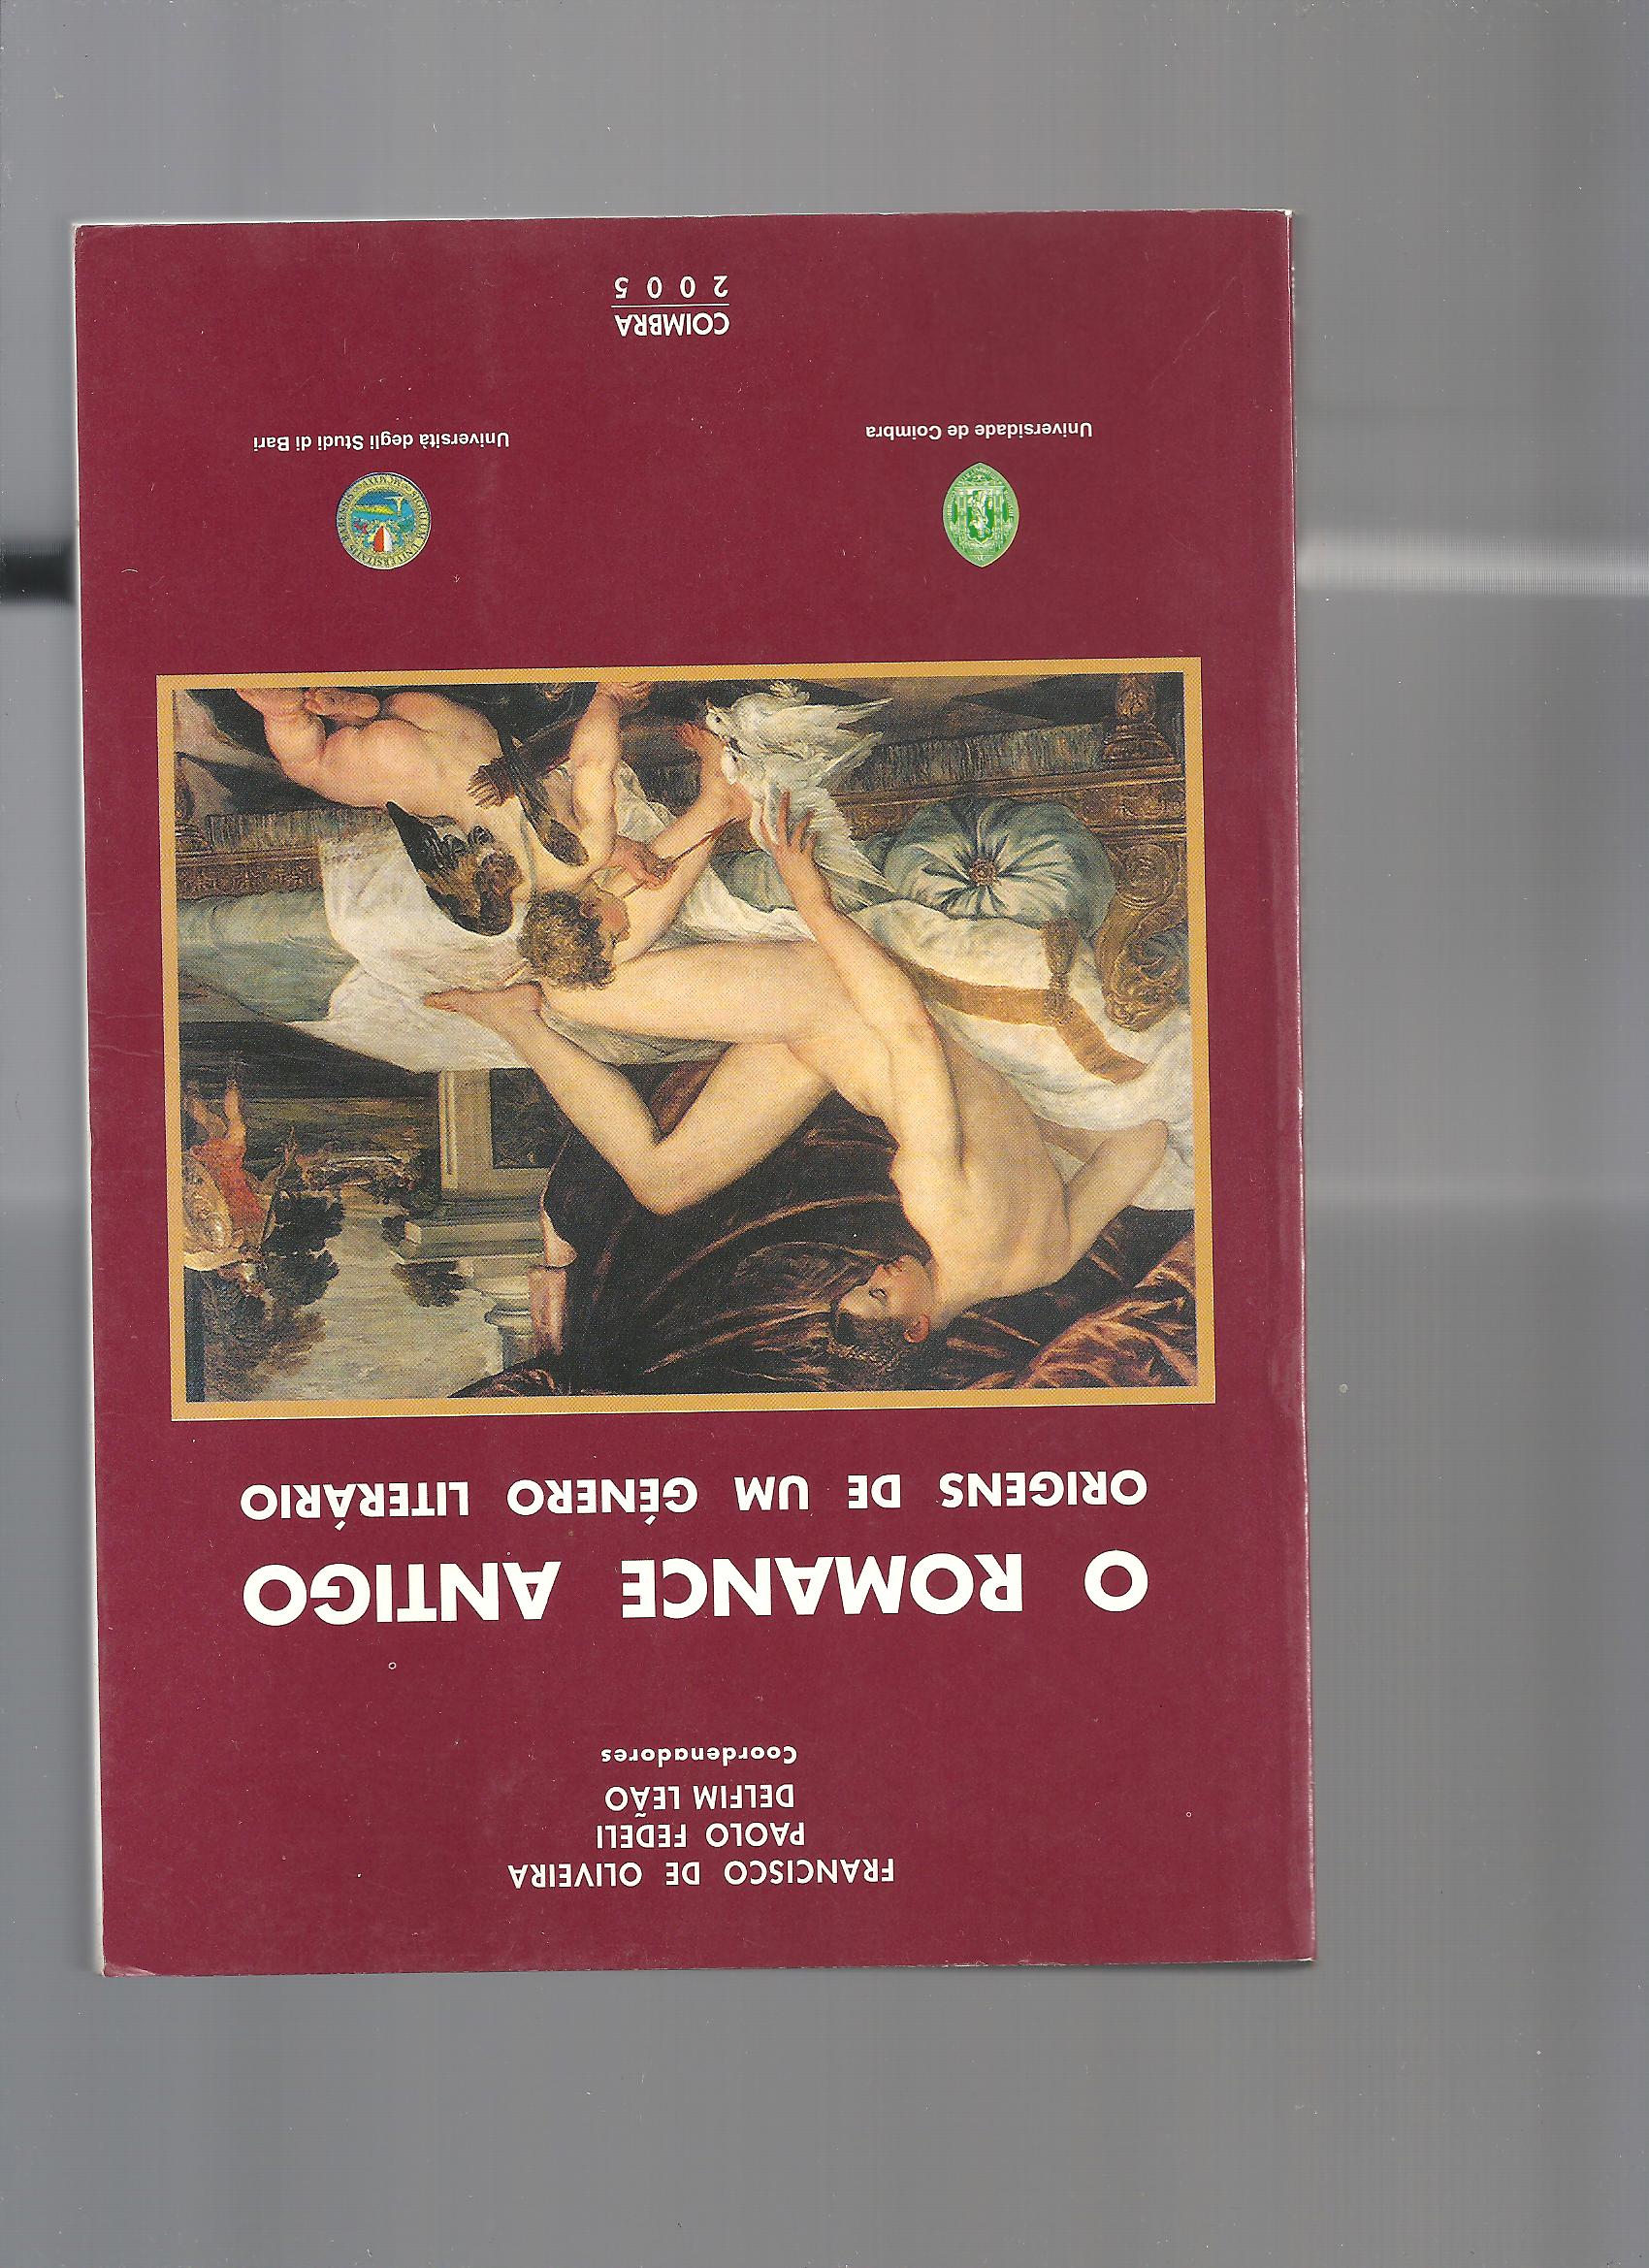 FRANCISCO DE OLIVEIRA
PAOLO FEDELI
DELFIM LEÃO
Coordenadores
O ROMANCE ANTIGO
ORIGENS DE UM GÉNERO LITERÁRIO
Universidade de Coimbra
Università degli Studi di Bari
COIMBRA
2005